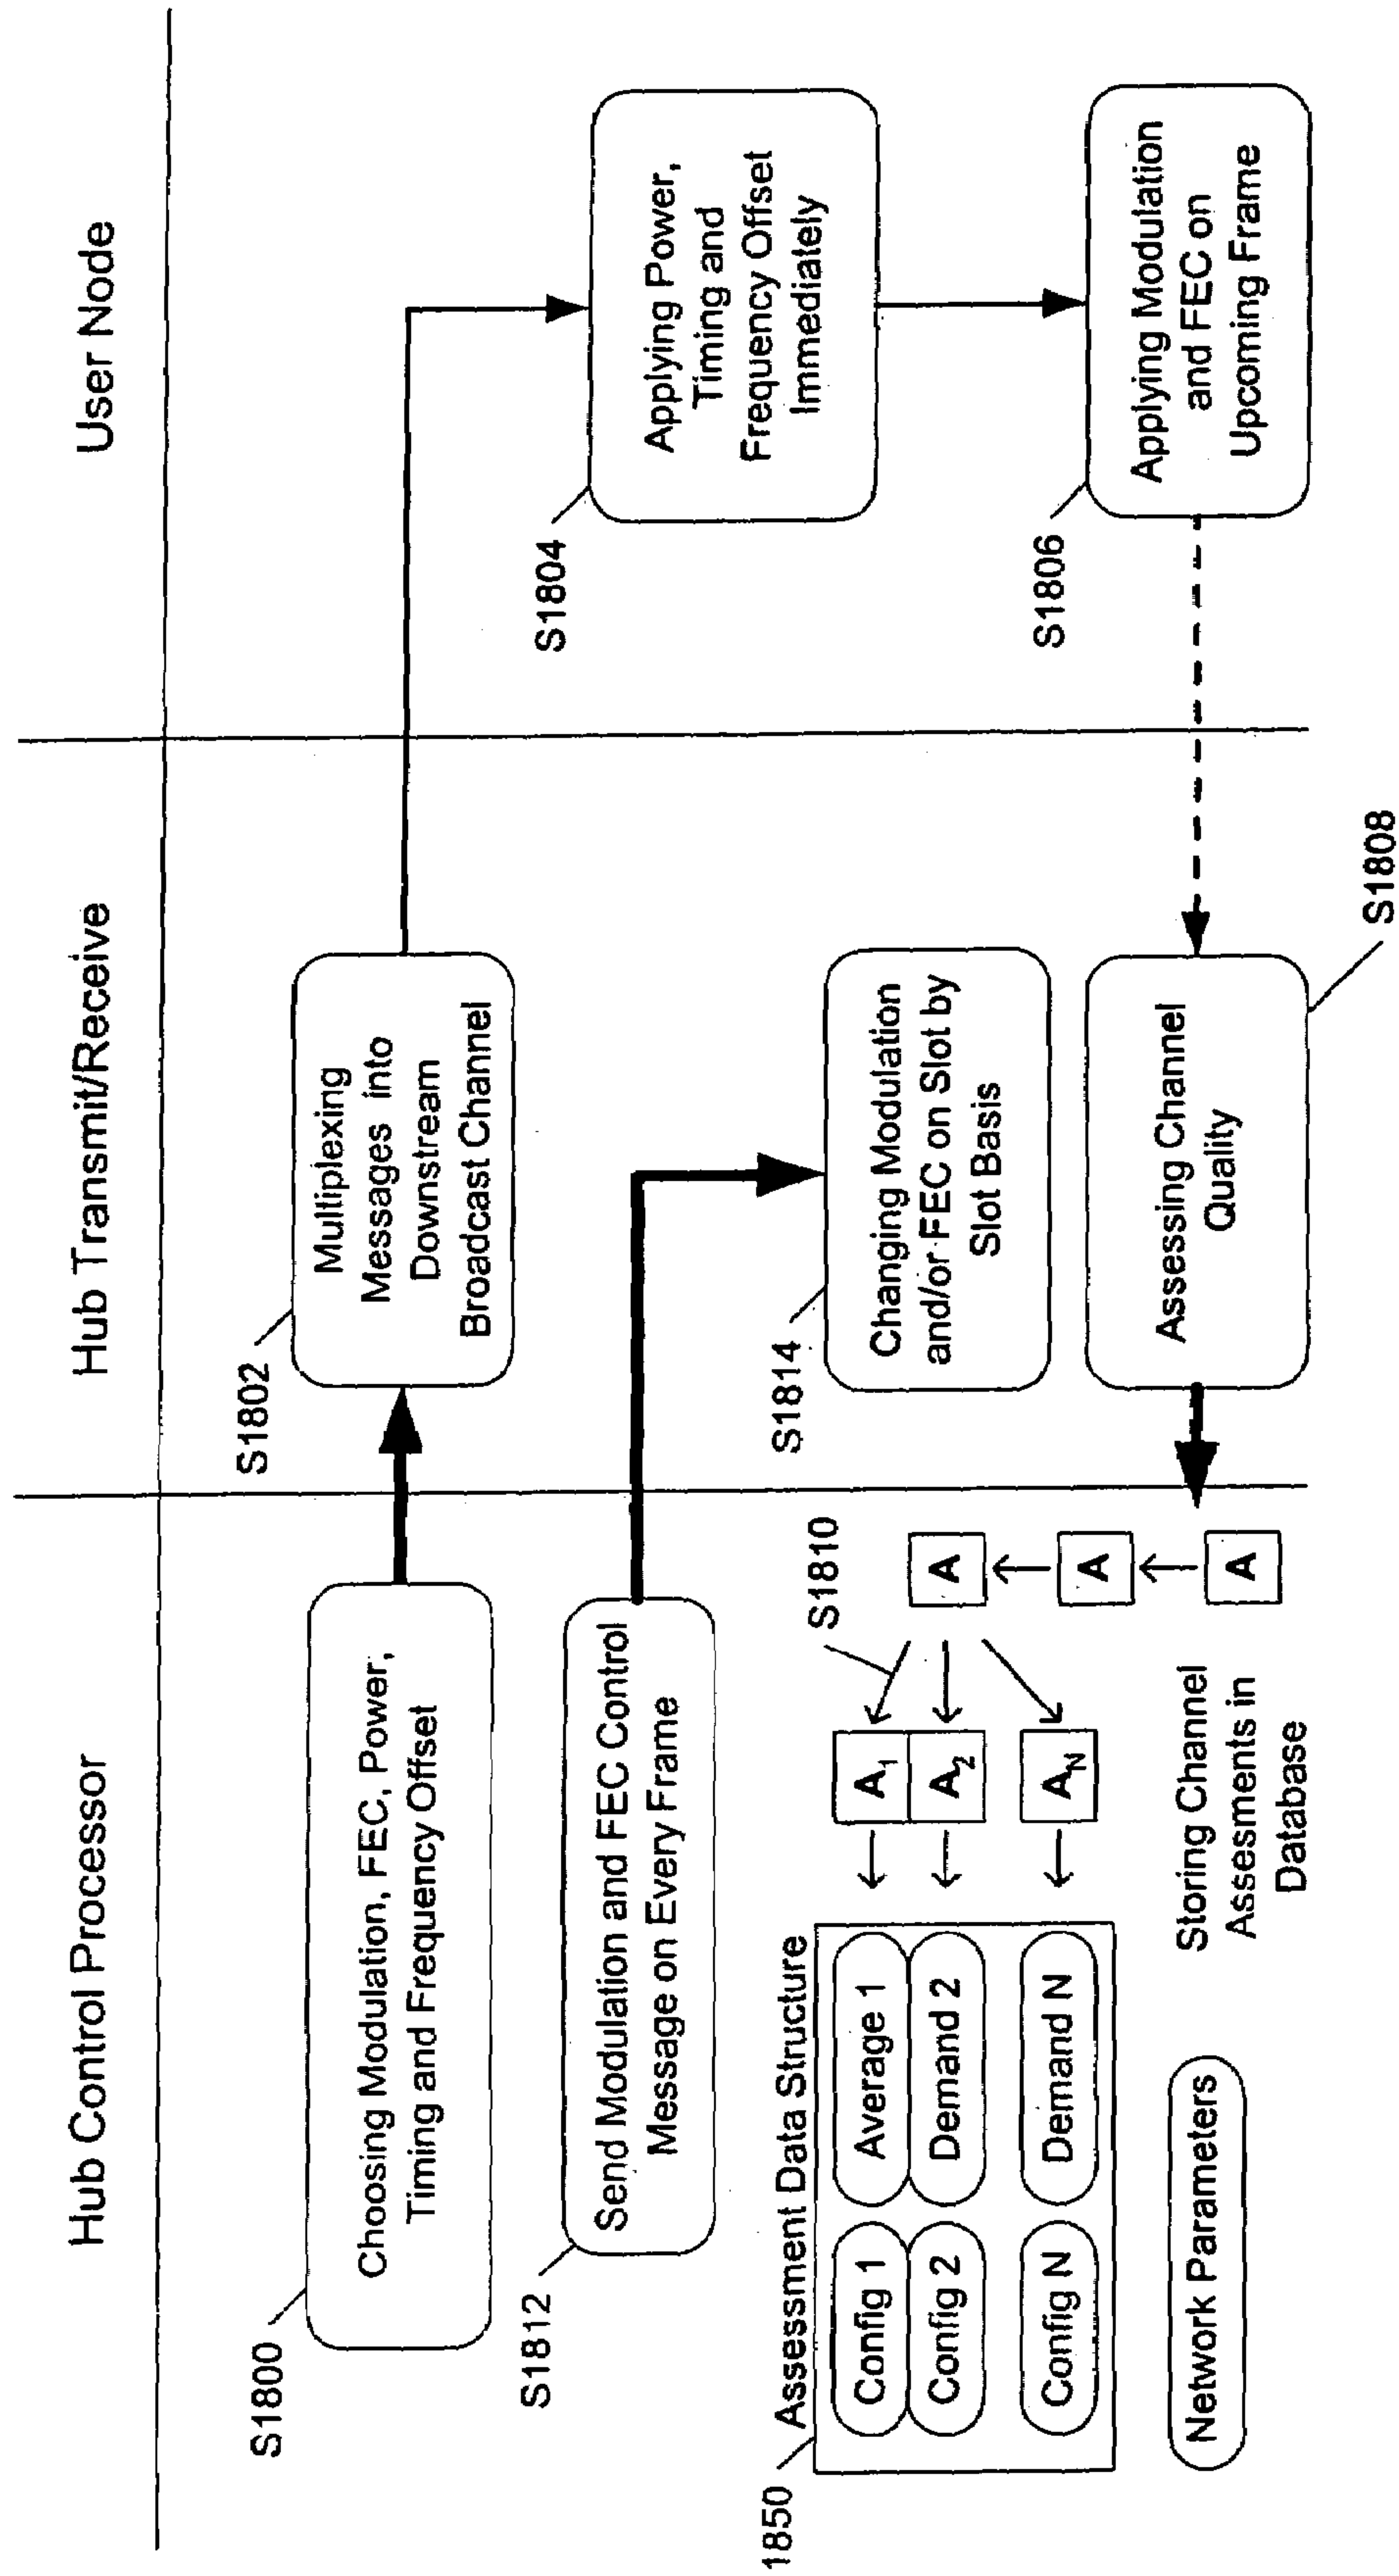 Hub Control Processor
Hub Transmit/Receive
User Node
S1800
Choosing Modulation, FEC, Power,
Timing and Frequency Offset
S1802
Multiplexing
Messages into
Downstream
Broadcast Channel
S1804
Applying Power,
Timing and
Frequency Offset
Immediately
S1812
Send Modulation and FEC Control
Message on Every Frame
S1814
Changing Modulation
and/or FEC on Slot by
Slot Basis
S1806
Applying Modulation
and FEC on
Upcoming Frame
Assessing Channel
Quality
S1808
1850
Assessment Data Structure
Config 1
Average 1
Config 2
Demand 2
Config N
Demand N
A1
A2
AN
S1810
A
A
A
Network Parameters
Storing Channel
Assesments in
Database